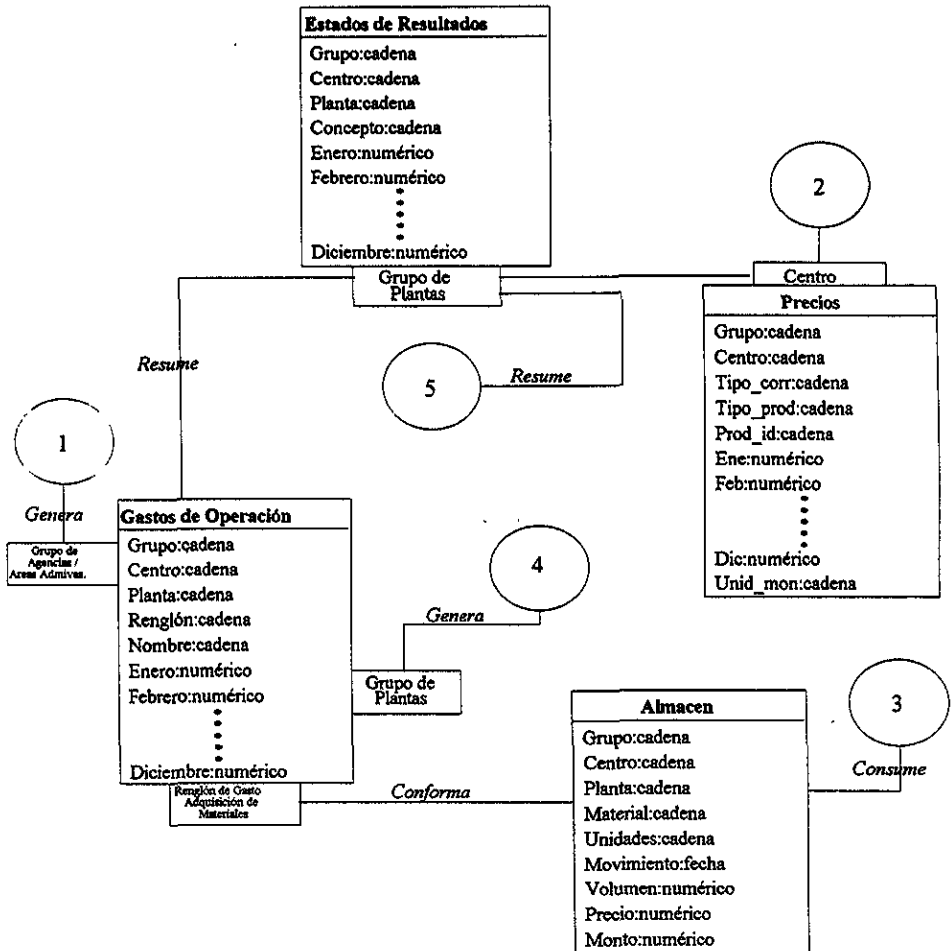 Estados de Resultados
Grupo:cadena
Centro:cadena
Planta:cadena
Concepto:cadena
Enero:numérico
Febrero:numérico
Diciembre:numérico
Grupo de
Plantas
2
Centro
Precios
Grupo:cadena
Centro:cadena
Tipo_corr:cadena
Tipo_prod:cadena
Prod_id:cadena
Ene:numérico
Feb:numérico
Dic:numérico
Unid_mon:cadena
Resume
5
Resume
1
Genera
Grupo de
Agencias /
Areas Admivas.
Gastos de Operación
Grupo:cadena
Centro:cadena
Planta:cadena
Renglón:cadena
Nombre:cadena
Enero:numérico
Febrero:numérico
Diciembre:numérico
Renglón de Gasto
Adquisición de
Materiales
4
Genera
Grupo de
Plantas
Conforma
Almacen
Grupo:cadena
Centro:cadena
Planta:cadena
Material:cadena
Unidades:cadena
Movimiento:fecha
Volumen:numérico
Precio:numérico
Monto:numérico
3
Consume